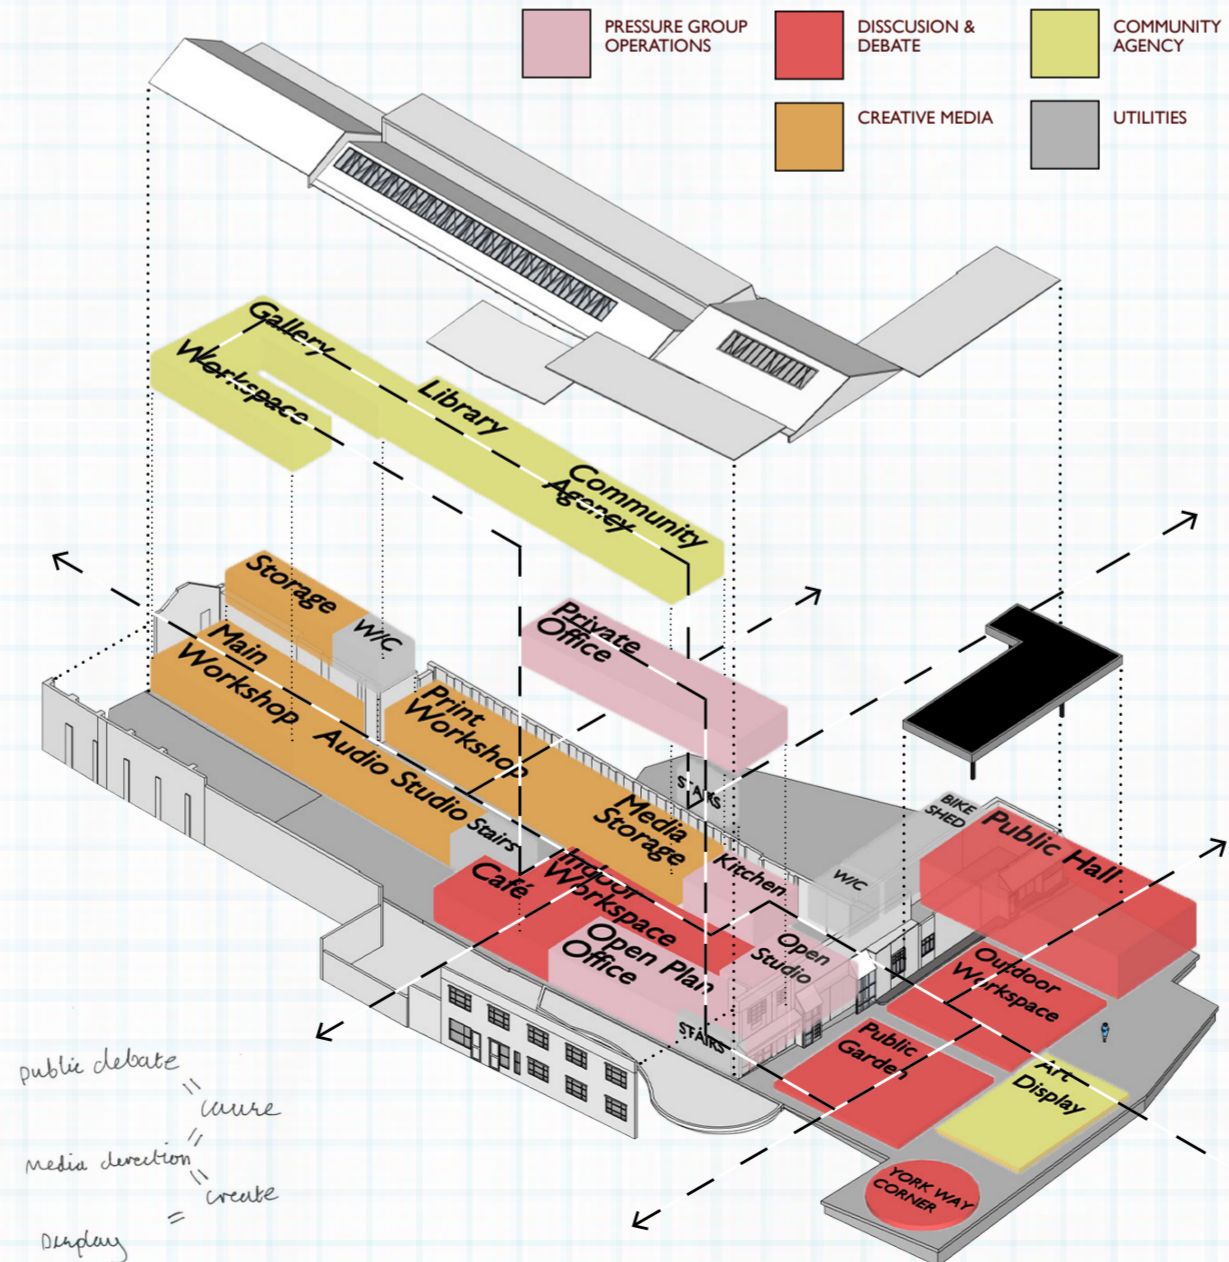 PRESSURE GROUP
OPERATIONS
DISSCUSION &
DEBATE
COMMUNITY
AGENCY
CREATIVE MEDIA
UTILITIES
Gallery
Workspace
Library
Community
Agency
Storage
W/C
Private
Office
Main
Workshop
Audio Studio
Print
Workshop
Media
Storage
STAIRS
Stairs
Kitchen
W/C
BIKE
SHED
Public Hall
Café
Indoor
Workspace
Open Plan
Office
Open
Studio
STAIRS
Outdoor
Workspace
Public
Garden
Art
Display
YORK WAY
CORNER
public debate
media direction
create
Display